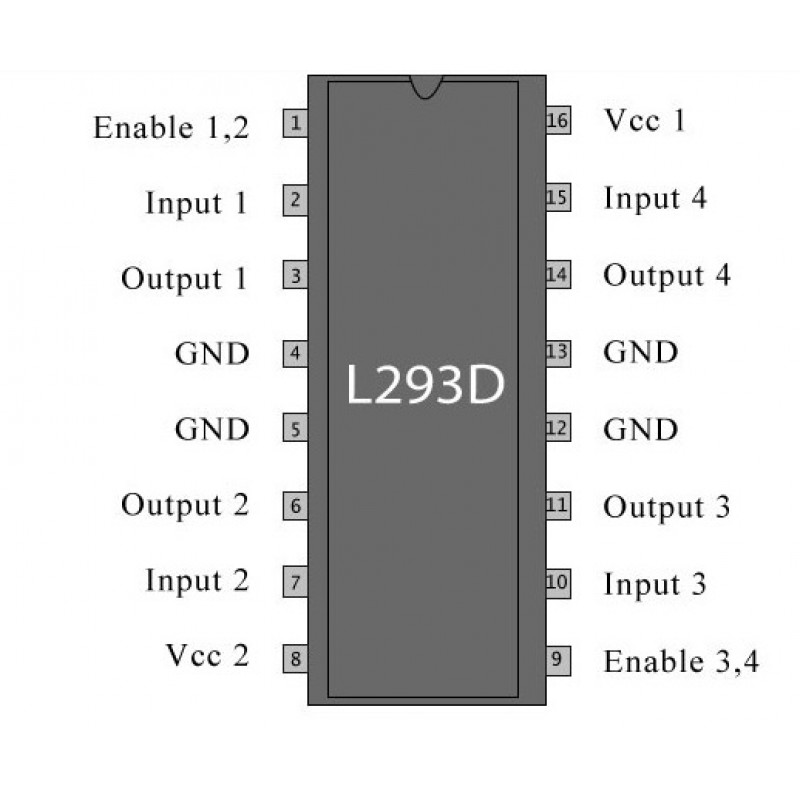 Enable 1,2 1 16 Vcc 1
Input 1 2 15 Input 4
Output 1 3 14 Output 4
GND 4 13 GND
L293D
GND 5 12 GND
Output 2 6 11 Output 3
Input 2 7 10 Input 3
Vcc 2 8 9 Enable 3,4